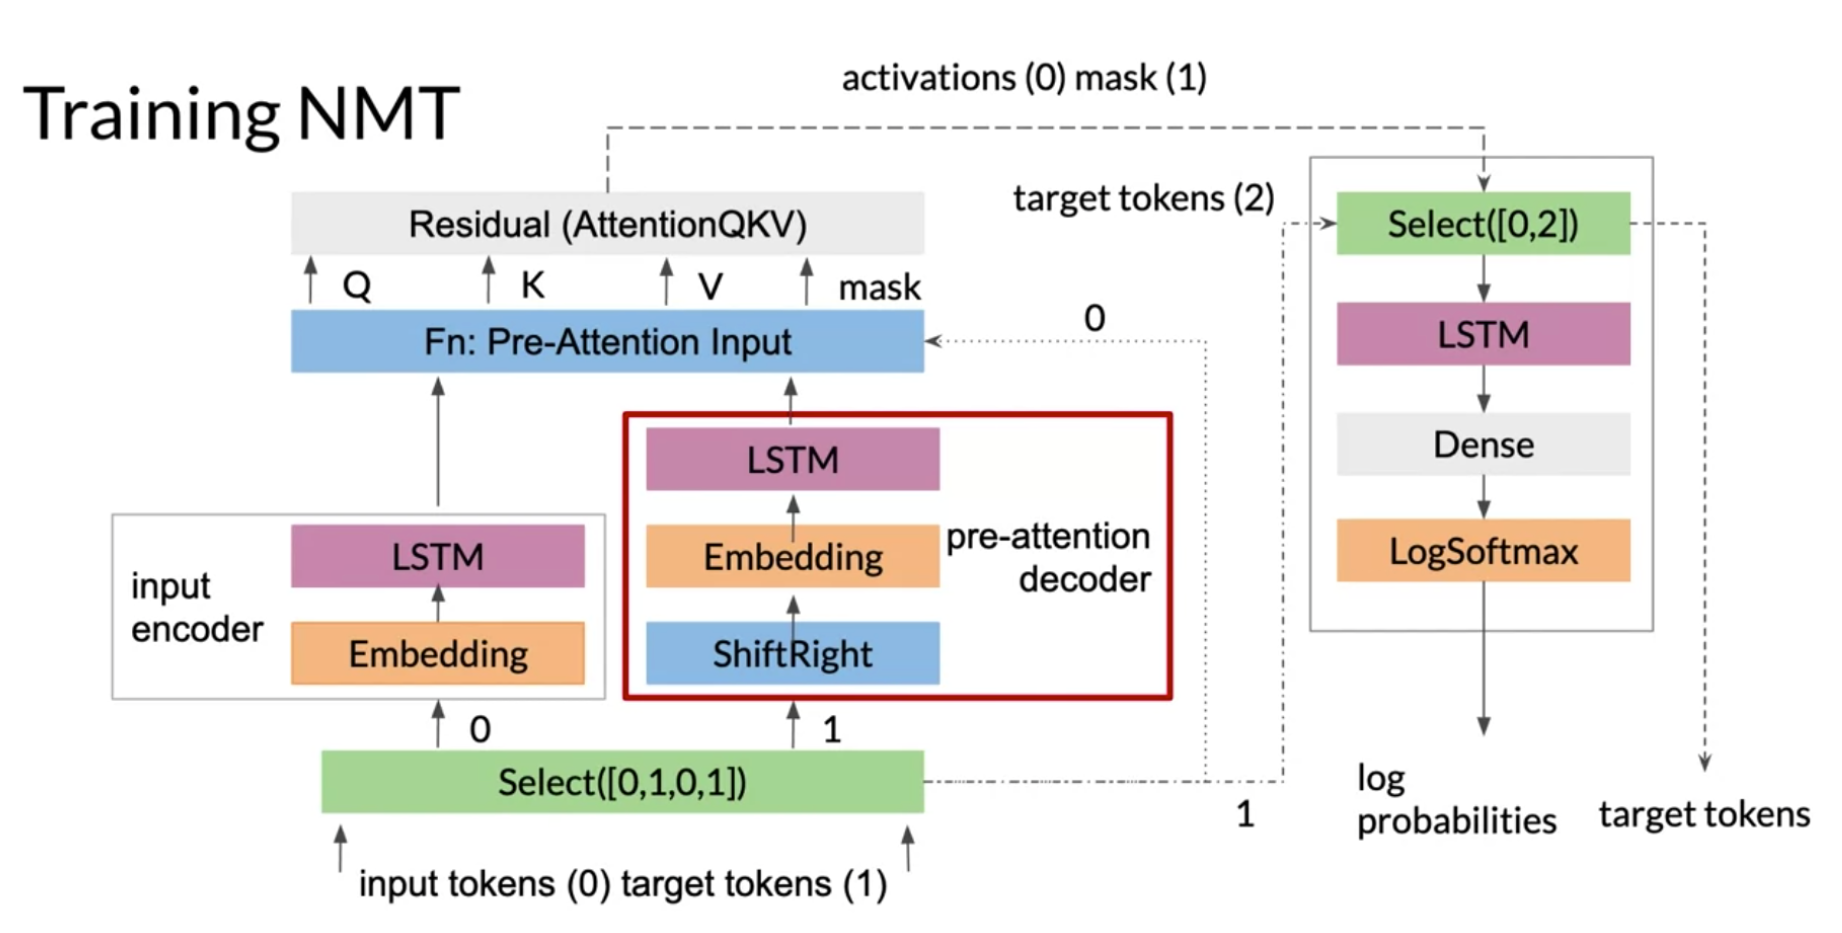 Training NMT
activations (0) mask (1)
target tokens (2)
Residual (AttentionQKV)
Select([0,2])
Q K V mask
0
Fn: Pre-Attention Input
LSTM
LSTM
Dense
pre-attention
decoder
Embedding
LSTM
LogSoftmax
input
encoder
ShiftRight
Embedding
0 1
Select([0,1,0,1])
1
log
probabilities
target tokens
input tokens (0) target tokens (1)